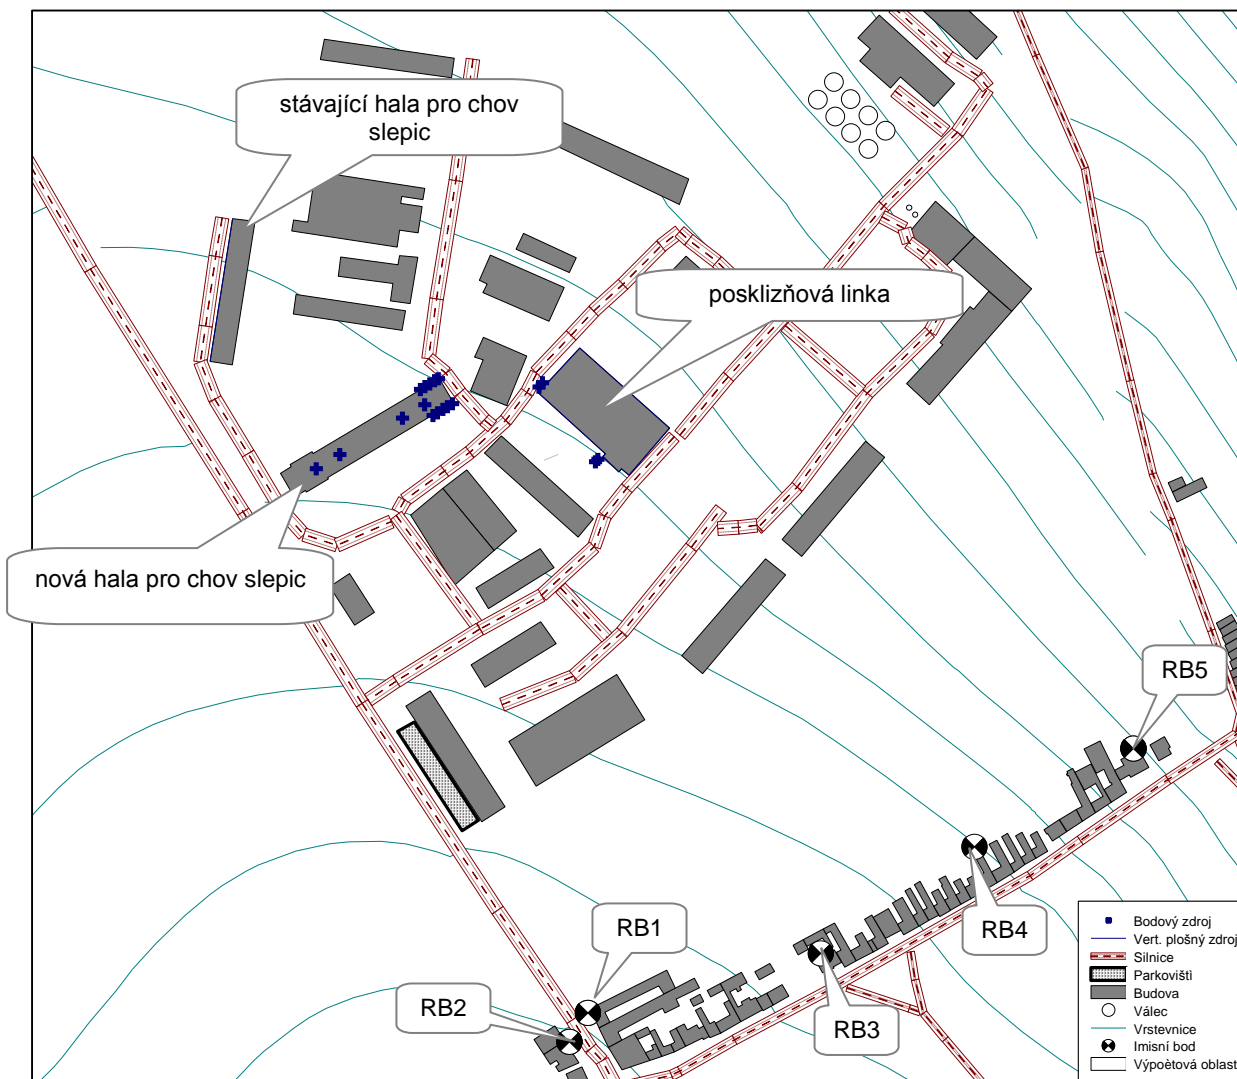 stávající hala pro chov
slepic
posklizňová linka
nová hala pro chov slepic
RB5
RB1
RB4
RB2
RB3
Bodový zdroj
Vert. plošný zdroj
Silnice
Parkovišti
Budova
Válec
Vrstevnice
Imisní bod
Výpoètová oblast